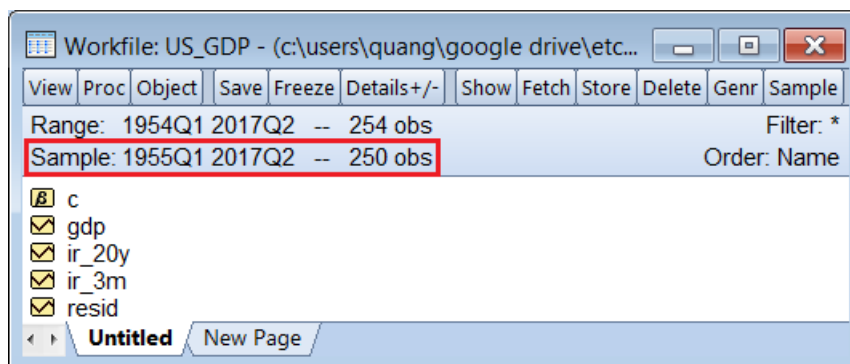 Workfile: US_GDP - (c:\users\quang\google drive\etc...
View Proc Object Save Freeze Details+/- Show Fetch Store Delete Genr Sample
Range: 1954Q1 2017Q2 -- 254 obs Filter: *
Sample: 1955Q1 2017Q2 -- 250 obs Order: Name
β c
gdp
ir_20y
ir_3m
resid
Untitled New Page